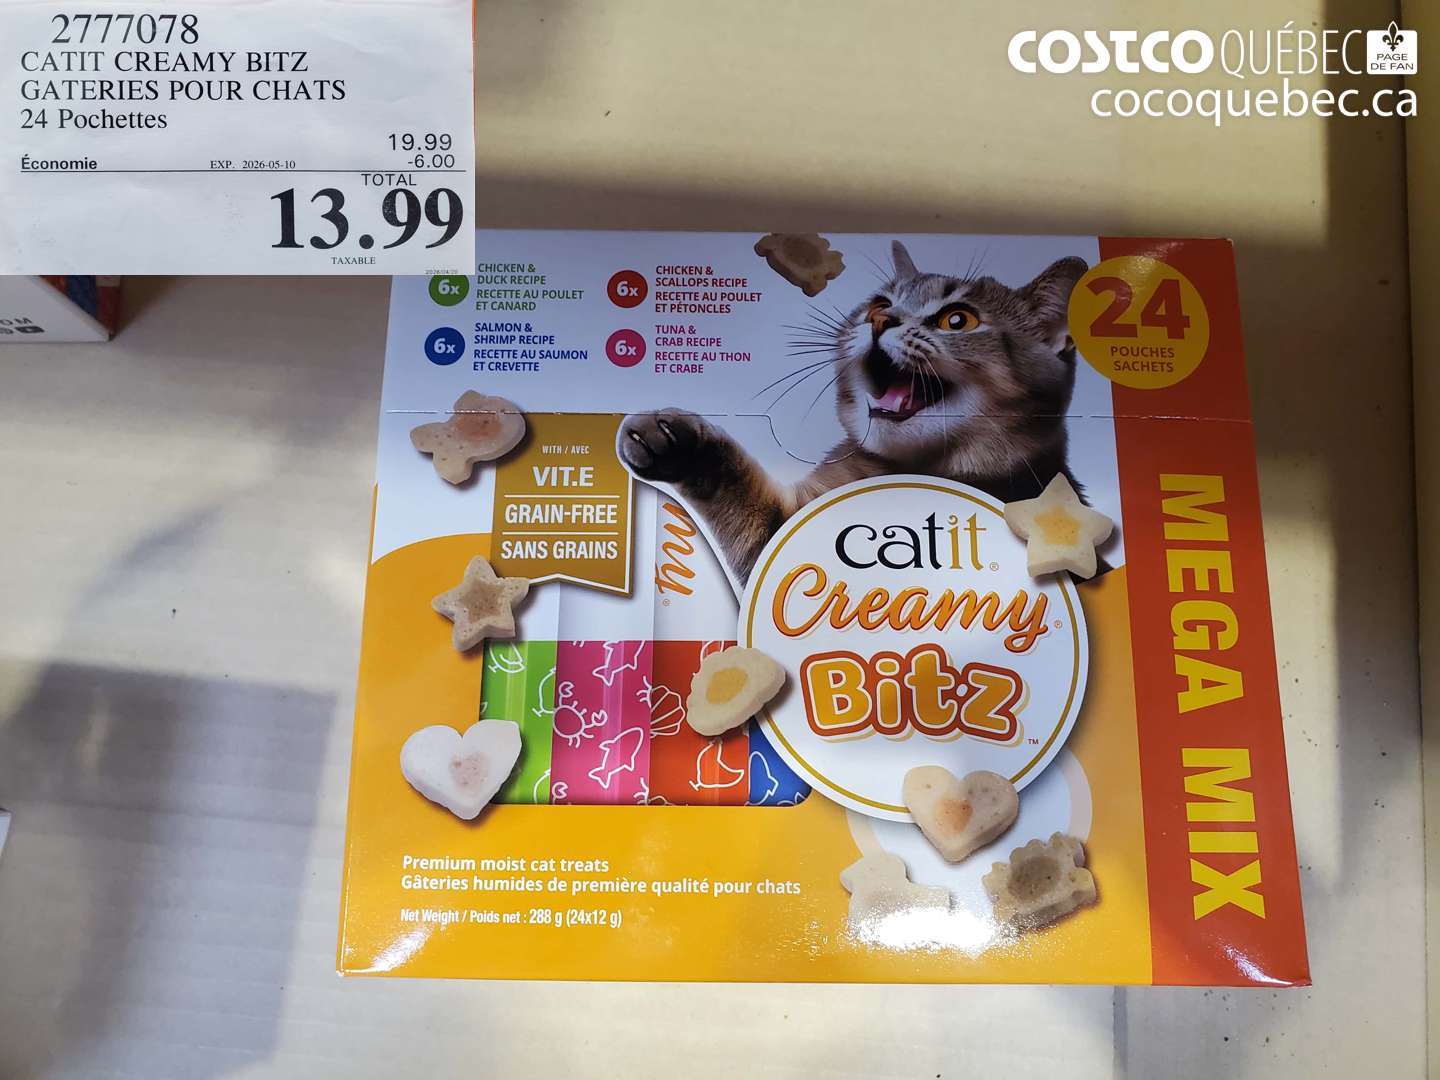 2777078
CATIT CREAMY BITZ
GATERIES POUR CHATS
24 Pochettes
19.99
Économie EXP. 2026-05-10 -6.00
TOTAL
13.99
TAXABLE
2026/04/20
COSTCO QUÉBEC PAGE DE FAN
cocoquebec.ca
6x CHICKEN &
DUCK RECIPE
RECETTE AU POULET
ET CANARD
6x CHICKEN &
SCALLOPS RECIPE
RECETTE AU POULET
ET PÉTONCLES
6x SALMON &
SHRIMP RECIPE
RECETTE AU SAUMON
ET CREVETTE
6x TUNA &
CRAB RECIPE
RECETTE AU THON
ET CRABE
24
POUCHES
SACHETS
WITH / AVEC
VIT.E
GRAIN-FREE
SANS GRAINS
catit®
Creamy®
Bitz™
MEGA MIX
Premium moist cat treats
Gâteries humides de première qualité pour chats
Net Weight / Poids net : 288 g (24x12 g)